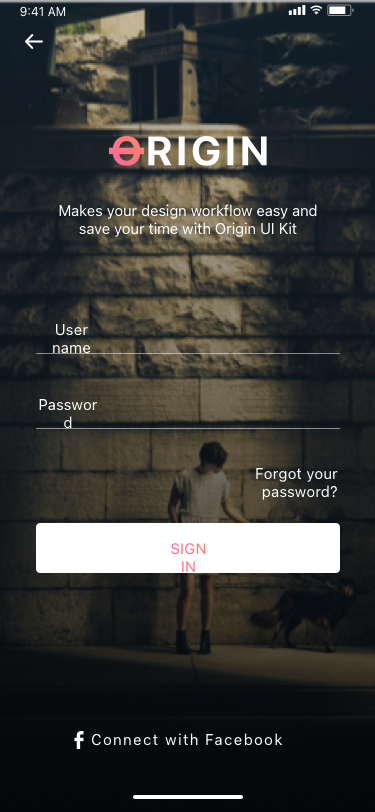 9:41 AM
ORIGIN
Makes your design workflow easy and
save your time with Origin UI Kit
User
name
Passwor
d
Forgot your
password?
SIGN
IN
Connect with Facebook